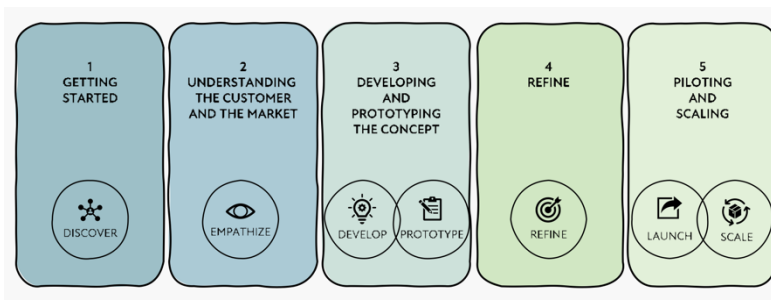 1
GETTING
STARTED
DISCOVER
2
UNDERSTANDING
THE CUSTOMER
AND THE MARKET
EMPATHIZE
3
DEVELOPING
AND
PROTOTYPING
THE CONCEPT
DEVELOP
PROTOTYPE
4
REFINE
REFINE
5
PILOTING
AND
SCALING
LAUNCH
SCALE